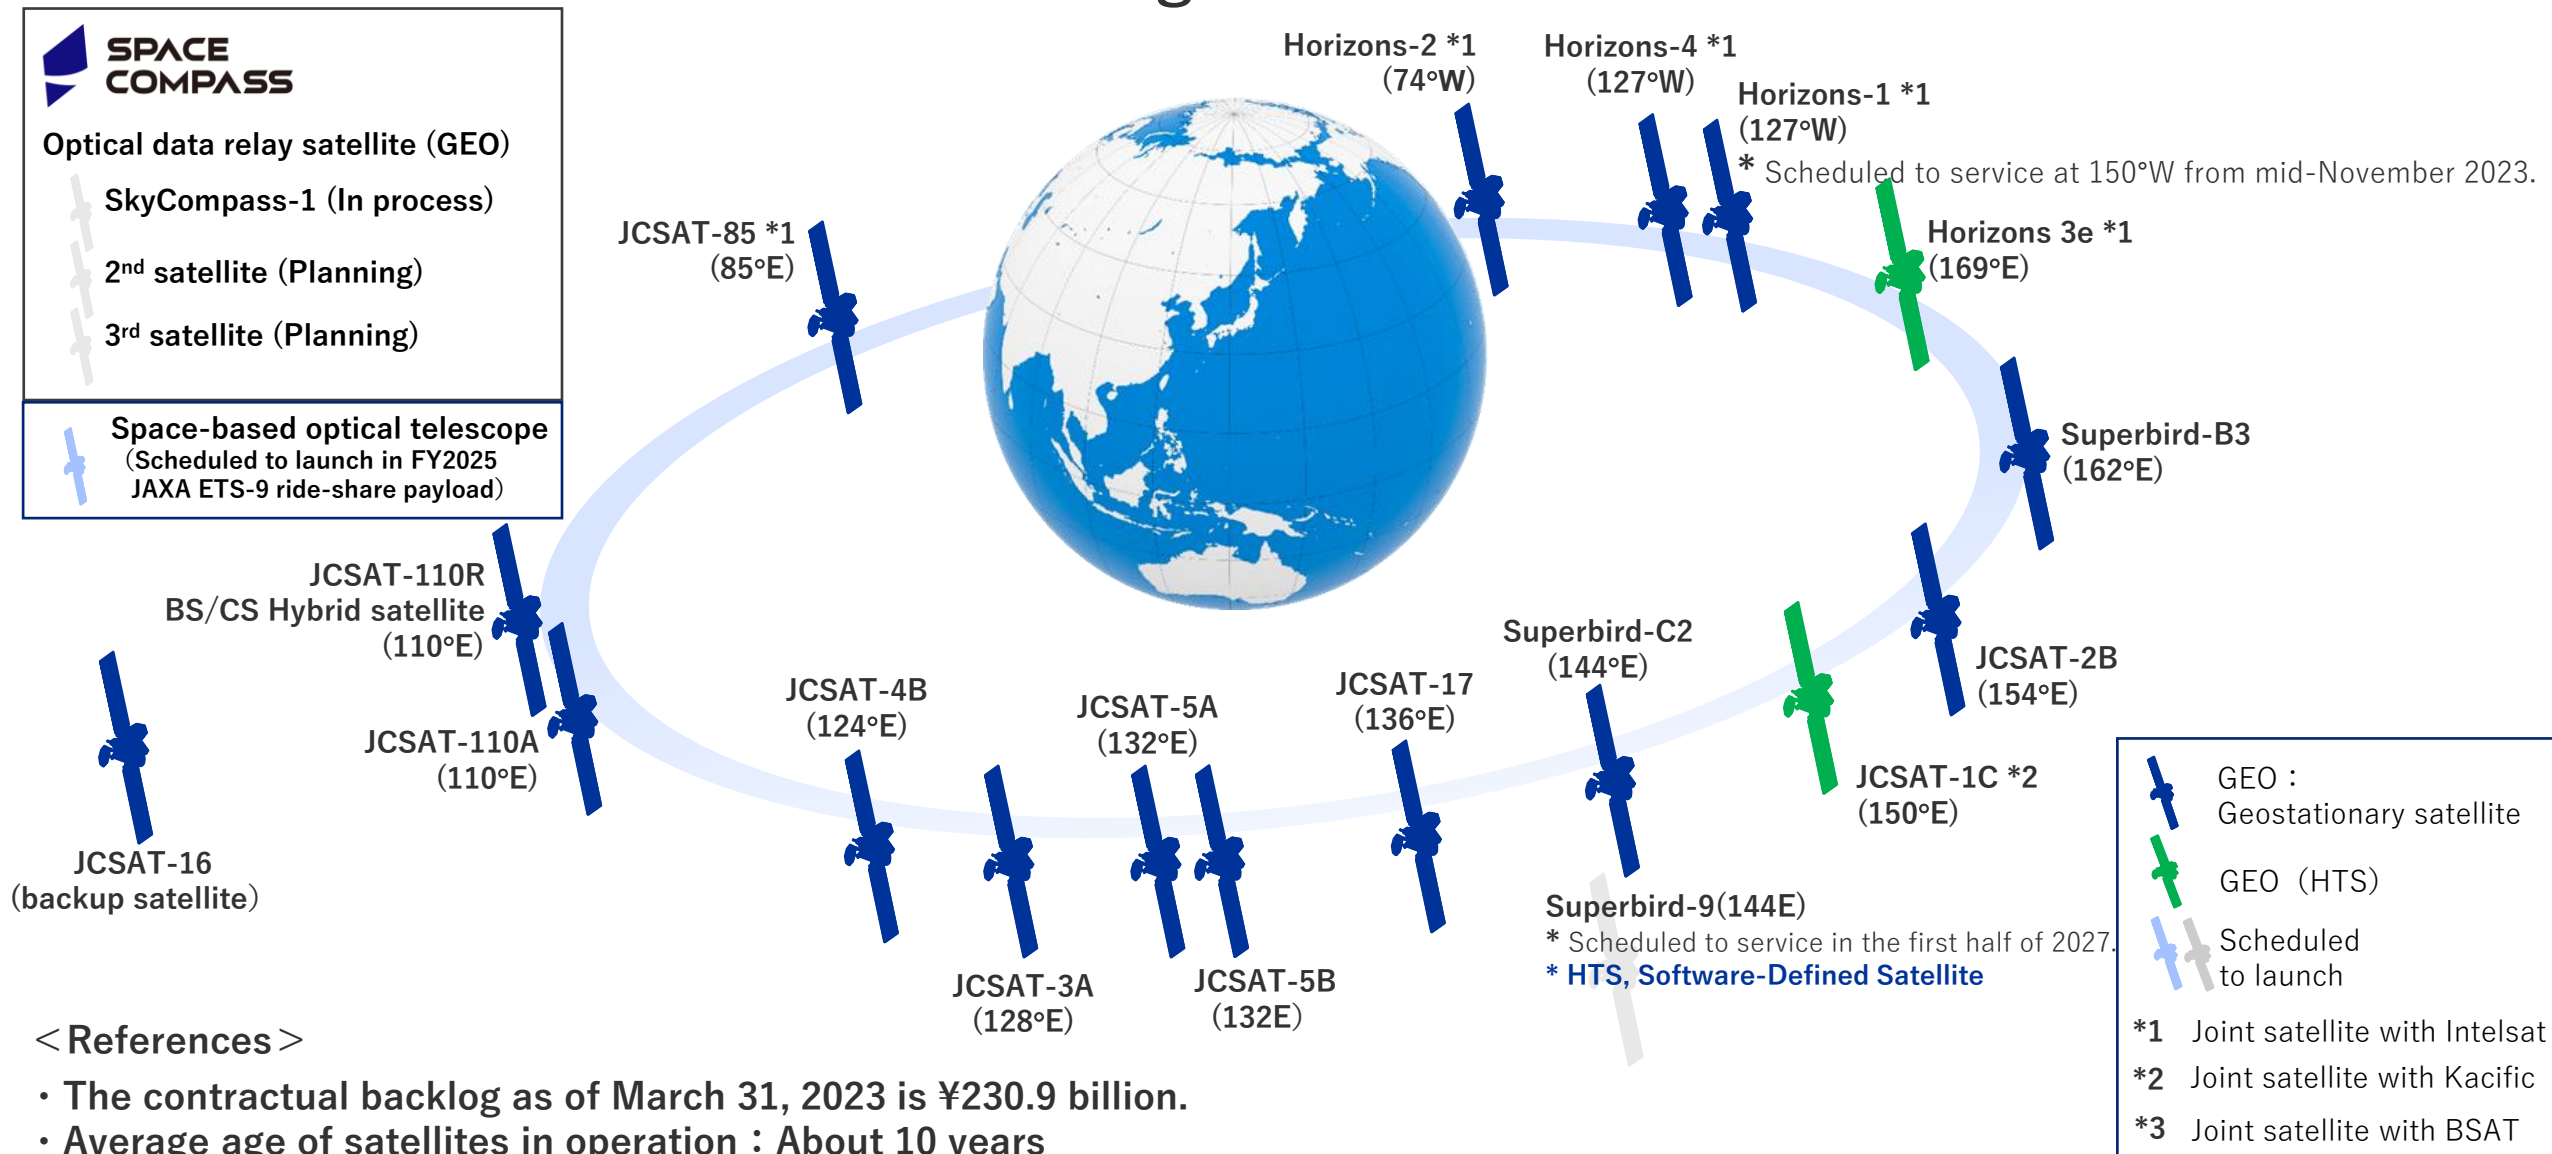 SPACE
COMPASS
Optical data relay satellite (GEO)
SkyCompass-1 (In process)
2nd satellite (Planning)
3rd satellite (Planning)
Space-based optical telescope
(Scheduled to launch in FY2025
JAXA ETS-9 ride-share payload)
Horizons-2 *1
(74°W)
Horizons-4 *1
(127°W)
Horizons-1 *1
(127°W)
* Scheduled to service at 150°W from mid-November 2023.
JCSAT-85 *1
(85°E)
Horizons 3e *1
(169°E)
Superbird-B3
(162°E)
JCSAT-110R
BS/CS Hybrid satellite
(110°E)
JCSAT-110A
(110°E)
JCSAT-16
(backup satellite)
JCSAT-4B
(124°E)
JCSAT-3A
(128°E)
JCSAT-5A
(132°E)
JCSAT-5B
(132E)
JCSAT-17
(136°E)
Superbird-C2
(144°E)
Superbird-9(144E)
* Scheduled to service in the first half of 2027.
* HTS, Software-Defined Satellite
JCSAT-1C *2
(150°E)
JCSAT-2B
(154°E)
GEO：
Geostationary satellite
GEO（HTS）
Scheduled
to launch
*1 Joint satellite with Intelsat
*2 Joint satellite with Kacific
*3 Joint satellite with BSAT
＜References＞
・The contractual backlog as of March 31, 2023 is ¥230.9 billion.
・Average age of satellites in operation：About 10 years